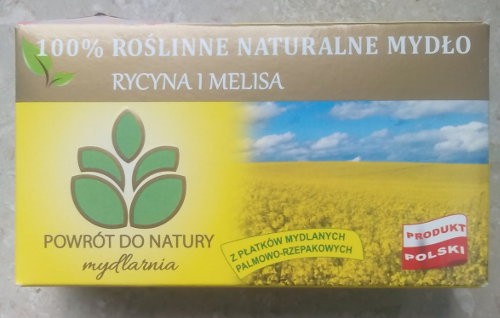 100% ROŚLINNE NATURALNE MYDŁO
RYCYNA I MELISA
POWRÓT DO NATURY
mydlarnia
Z PŁATKÓW MYDLANYCH
PALMOWO-RZEPAKOWYCH
PRODUKT
POLSKI